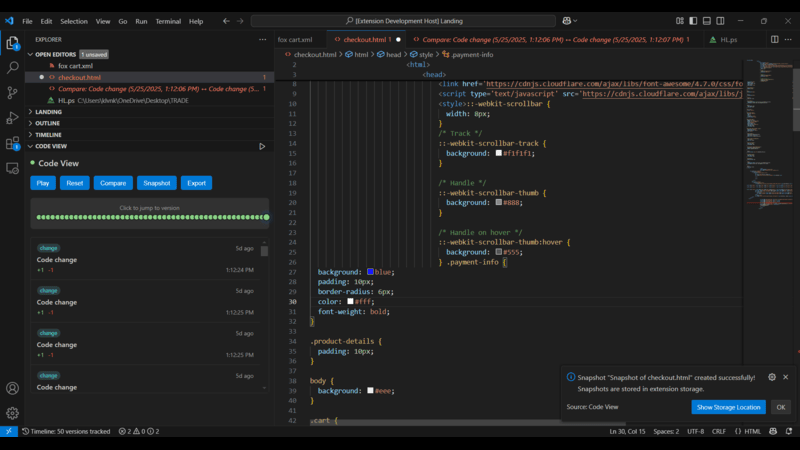 File Edit Selection View Go Run Terminal Help
[Extension Development Host] Landing
EXPLORER
OPEN EDITORS 1 unsaved
fox cart.xml
checkout.html 1
Compare: Code change (5/25/2025, 1:12:06 PM) ↔ Code change (5... 1
HL.ps C:\Users\klvnk\OneDrive\Desktop\TRADE
LANDING
OUTLINE
TIMELINE
CODE VIEW
Code View
Play Reset Compare Snapshot Export
Click to jump to version
change 5d ago
Code change
+1 -1 1:12:24 PM
change 5d ago
Code change
+1 -1 1:12:25 PM
change 5d ago
Code change
+1 -1 1:12:25 PM
change 5d ago
Code change
fox cart.xml checkout.html 1 Compare: Code change (5/25/2025, 1:12:06 PM) ↔ Code change (5/25/2025, 1:12:07 PM) 1 HL.ps
checkout.html > html > head > style > .payment-info
2 <html>
<head>
8 <link href='https://cdnjs.cloudflare.com/ajax/libs/font-awesome/4.7.0/css/fo
9 <script type='text/javascript' src='https://cdnjs.cloudflare.com/ajax/libs/j
10 <style>::-webkit-scrollbar {
11 width: 8px;
12 }
13 /* Track */
14 ::-webkit-scrollbar-track {
15 background: #f1f1f1;
16 }
17
18 /* Handle */
19 ::-webkit-scrollbar-thumb {
20 background: #888;
21 }
22
23 /* Handle on hover */
24 ::-webkit-scrollbar-thumb:hover {
25 background: #555;
26 } .payment-info {
27 background: blue;
28 padding: 10px;
29 border-radius: 6px;
30 color: #fff;
31 font-weight: bold;
32 }
33
34 .product-details {
35 padding: 10px;
36 }
37
38 body {
39 background: #eee;
40 }
41
42 .cart {
Snapshot "Snapshot of checkout.html" created successfully!
Snapshots are stored in extension storage.
Source: Code View
Show Storage Location OK
Timeline: 50 versions tracked 2 0 2
Ln 30, Col 15 Spaces: 2 UTF-8 CRLF {} HTML